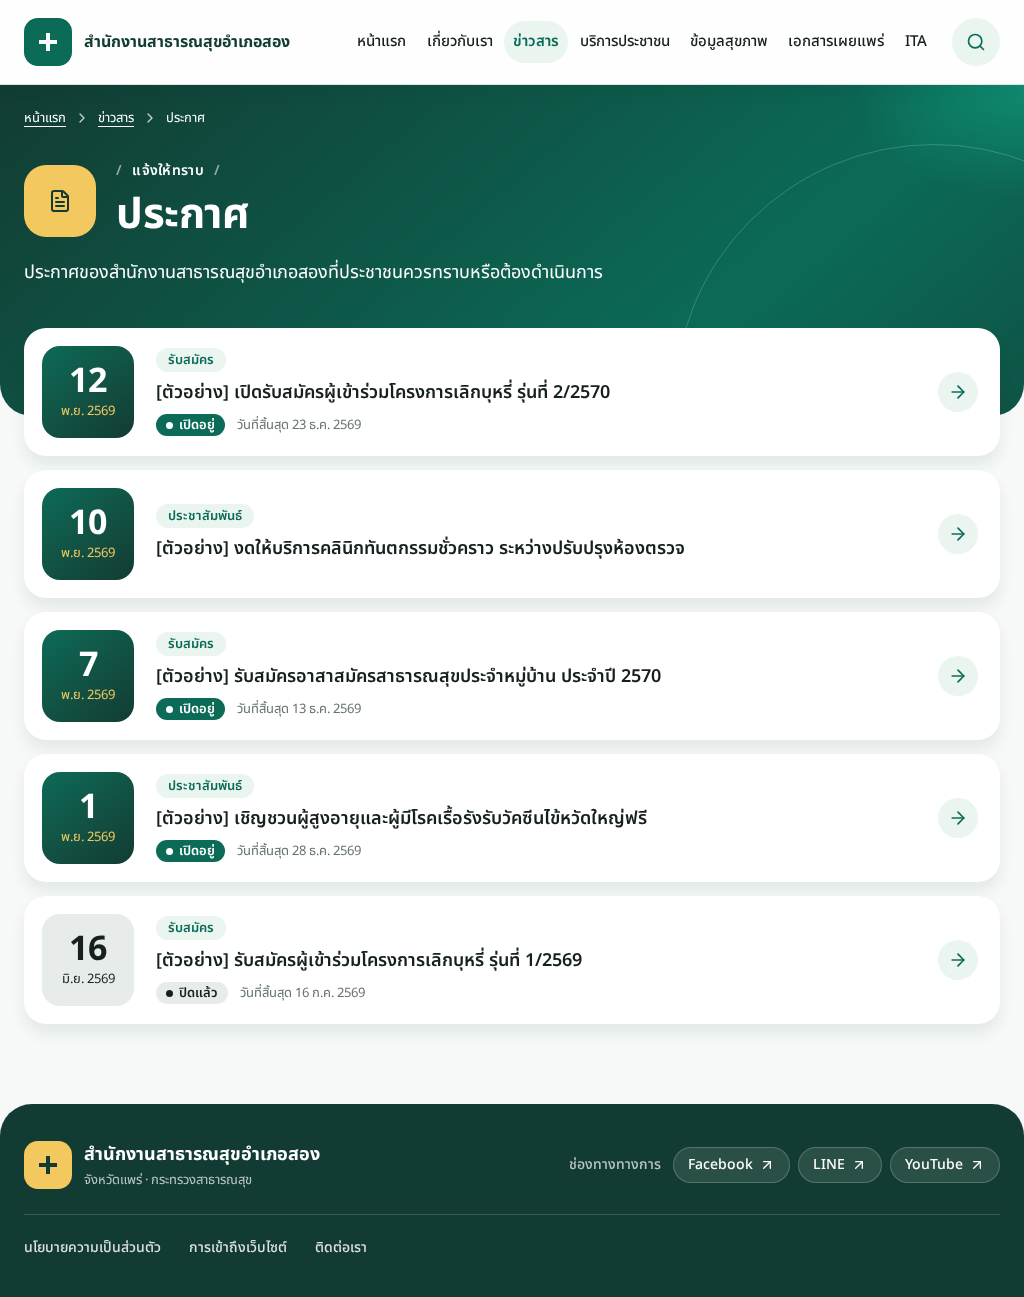 สำนักงานสาธารณสุขอำเภอสอง
หน้าแรก เกี่ยวกับเรา ข่าวสาร บริการประชาชน ข้อมูลสุขภาพ เอกสารเผยแพร่ ITA
หน้าแรก ข่าวสาร ประกาศ
/ แจ้งให้ทราบ /
ประกาศ
ประกาศของสำนักงานสาธารณสุขอำเภอสองที่ประชาชนควรทราบหรือต้องดำเนินการ
12
พ.ย. 2569
รับสมัคร
[ตัวอย่าง] เปิดรับสมัครผู้เข้าร่วมโครงการเลิกบุหรี่ รุ่นที่ 2/2570
เปิดอยู่ วันที่สิ้นสุด 23 ธ.ค. 2569
10
พ.ย. 2569
ประชาสัมพันธ์
[ตัวอย่าง] งดให้บริการคลินิกทันตกรรมชั่วคราว ระหว่างปรับปรุงห้องตรวจ
7
พ.ย. 2569
รับสมัคร
[ตัวอย่าง] รับสมัครอาสาสมัครสาธารณสุขประจำหมู่บ้าน ประจำปี 2570
เปิดอยู่ วันที่สิ้นสุด 13 ธ.ค. 2569
1
พ.ย. 2569
ประชาสัมพันธ์
[ตัวอย่าง] เชิญชวนผู้สูงอายุและผู้มีโรคเรื้อรังรับวัคซีนไข้หวัดใหญ่ฟรี
เปิดอยู่ วันที่สิ้นสุด 28 ธ.ค. 2569
16
มิ.ย. 2569
รับสมัคร
[ตัวอย่าง] รับสมัครผู้เข้าร่วมโครงการเลิกบุหรี่ รุ่นที่ 1/2569
ปิดแล้ว วันที่สิ้นสุด 16 ก.ค. 2569
สำนักงานสาธารณสุขอำเภอสอง
จังหวัดแพร่ · กระทรวงสาธารณสุข
ช่องทางทางการ Facebook LINE YouTube
นโยบายความเป็นส่วนตัว การเข้าถึงเว็บไซต์ ติดต่อเรา